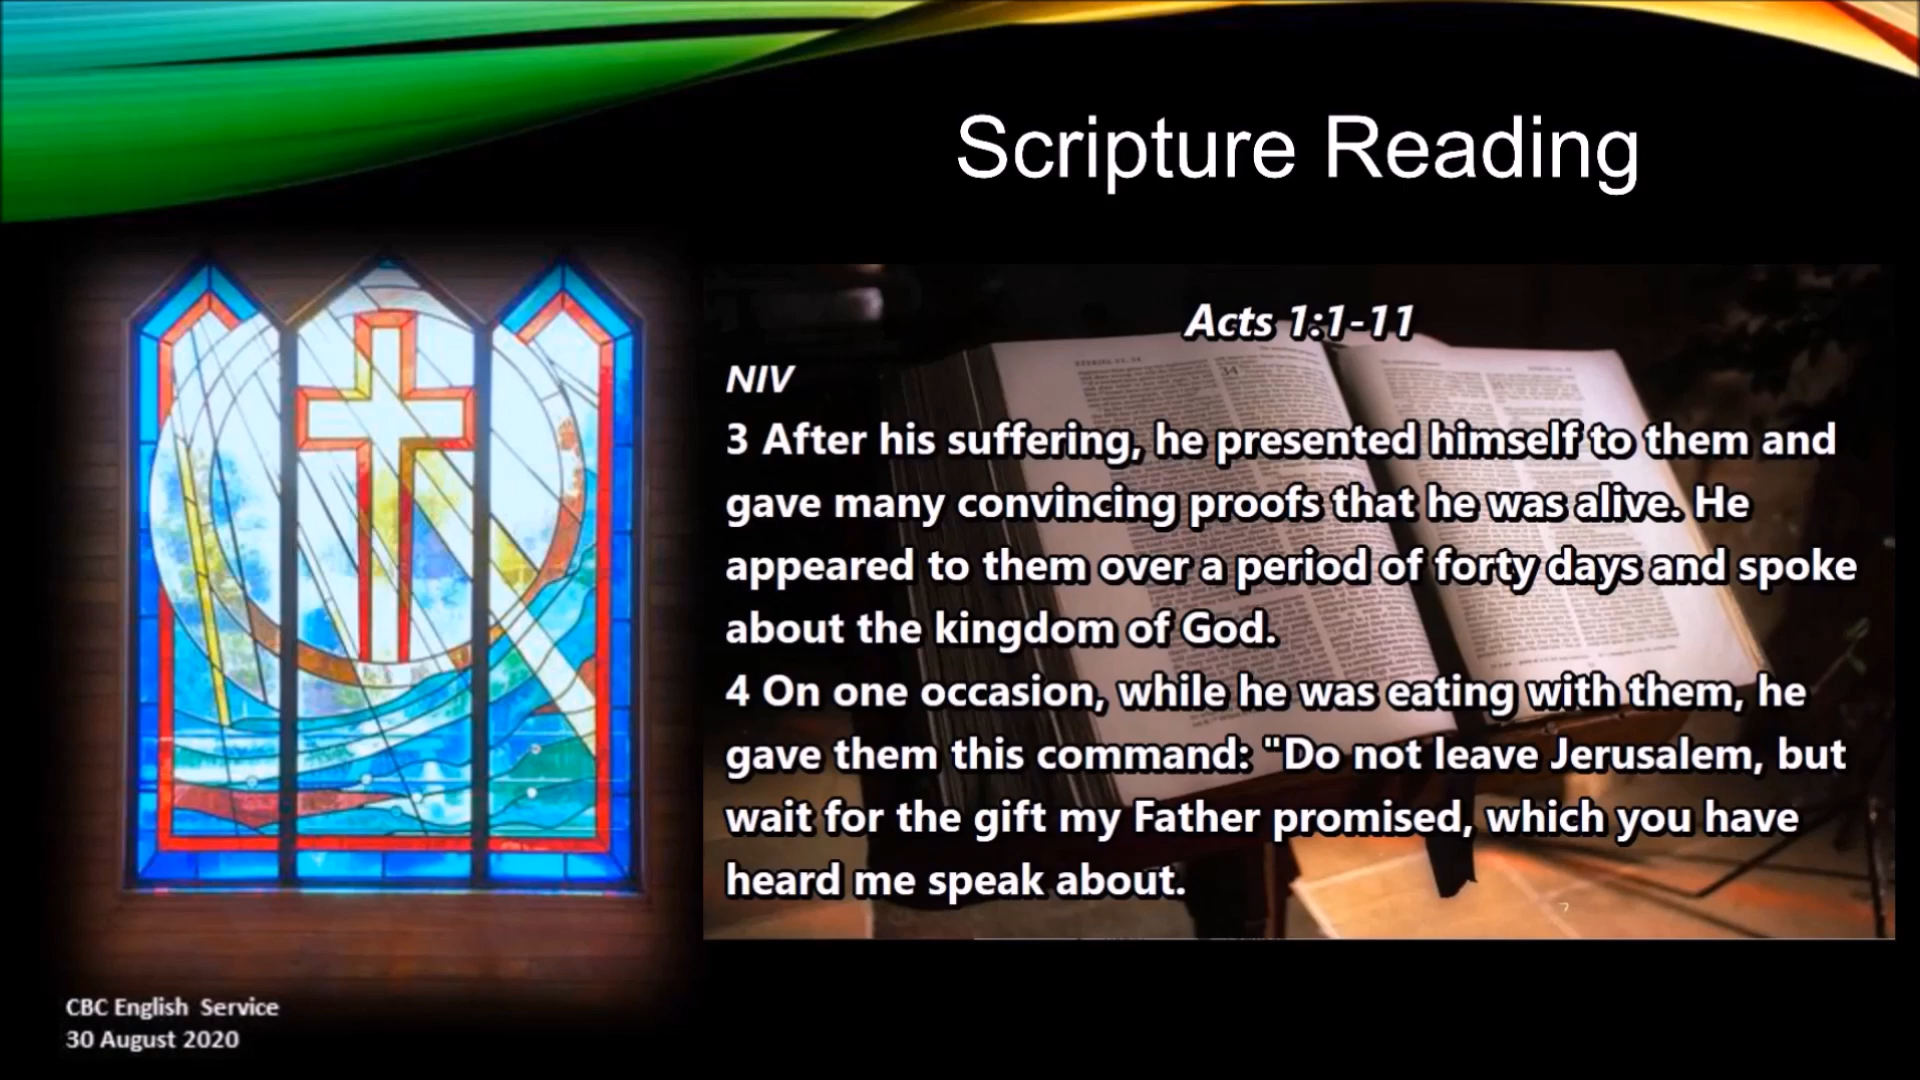 Scripture Reading
Acts 1:1-11
NIV
3 After his suffering, he presented himself to them and
gave many convincing proofs that he was alive. He
appeared to them over a period of forty days and spoke
about the kingdom of God.
4 On one occasion, while he was eating with them, he
gave them this command: "Do not leave Jerusalem, but
wait for the gift my Father promised, which you have
heard me speak about.
CBC English Service
30 August 2020